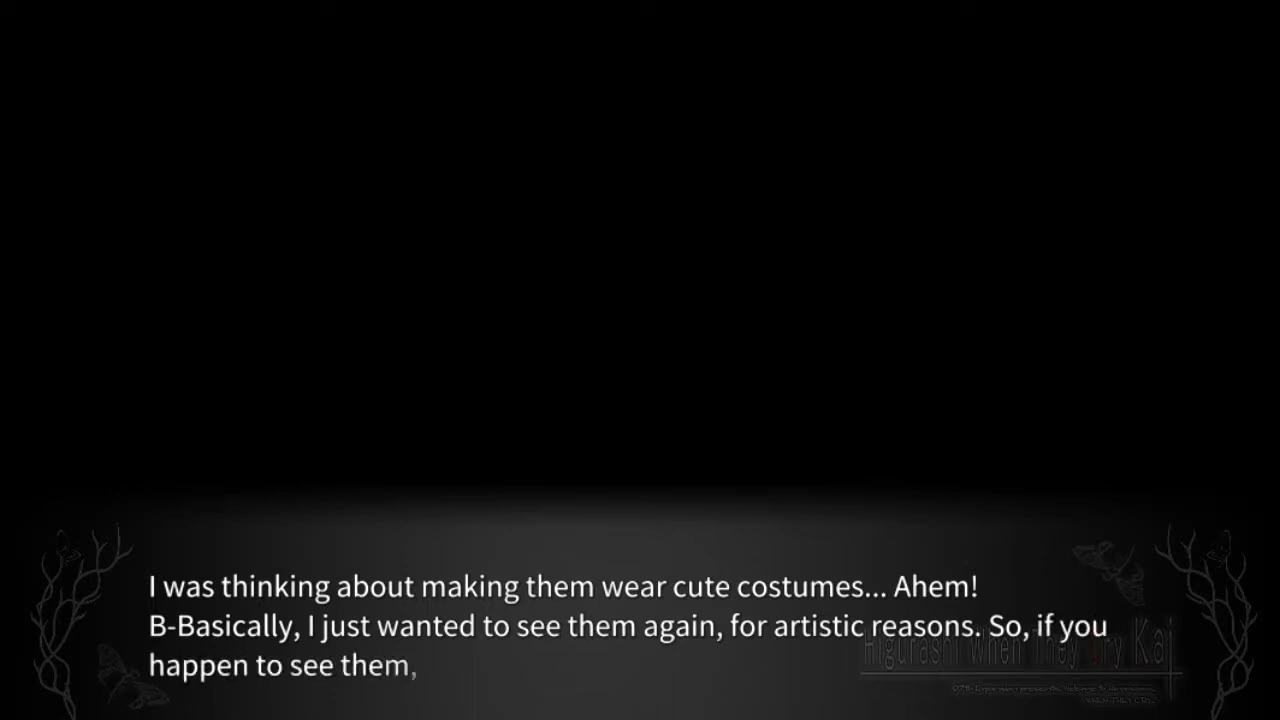 I was thinking about making them wear cute costumes... Ahem!
B-Basically, I just wanted to see them again, for artistic reasons. So, if you
happen to see them,
Higurashi When They Cry Kai